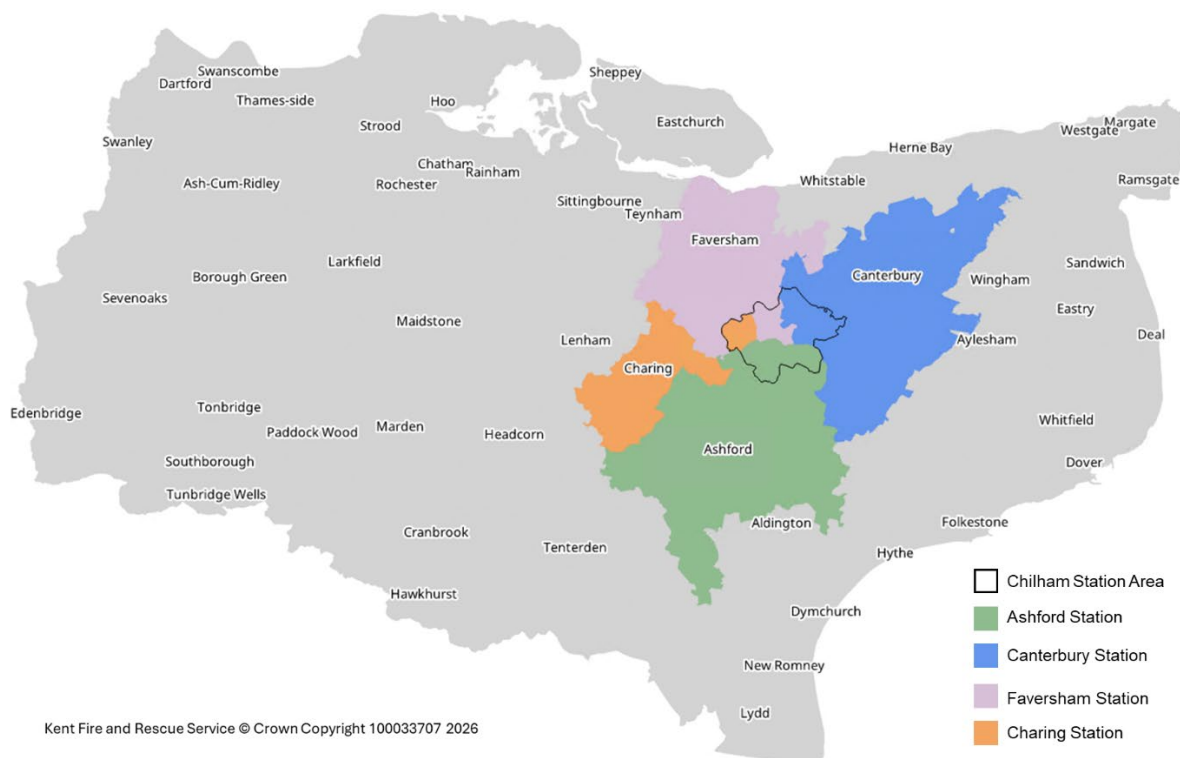 Swanscombe
Sheppey
Dartford
Thames-side
Hoo
Strood
Eastchurch
Margate
Westgate
Swanley
Herne Bay
Chatham
Rainham
Ash-Cum-Ridley
Rochester
Whitstable
Ramsgate
Sittingbourne
Teynham
Faversham
Larkfield
Borough Green
Canterbury
Wingham
Sandwich
Sevenoaks
Maidstone
Eastry
Lenham
Aylesham
Deal
Charing
Edenbridge
Tonbridge
Paddock Wood
Marden
Headcorn
Whitfield
Ashford
Southborough
Dover
Tunbridge Wells
Aldington
Folkestone
Cranbrook
Tenterden
Hythe
Hawkhurst
Dymchurch
New Romney
Lydd
Chilham Station Area
Ashford Station
Canterbury Station
Faversham Station
Charing Station
Kent Fire and Rescue Service © Crown Copyright 100033707 2026